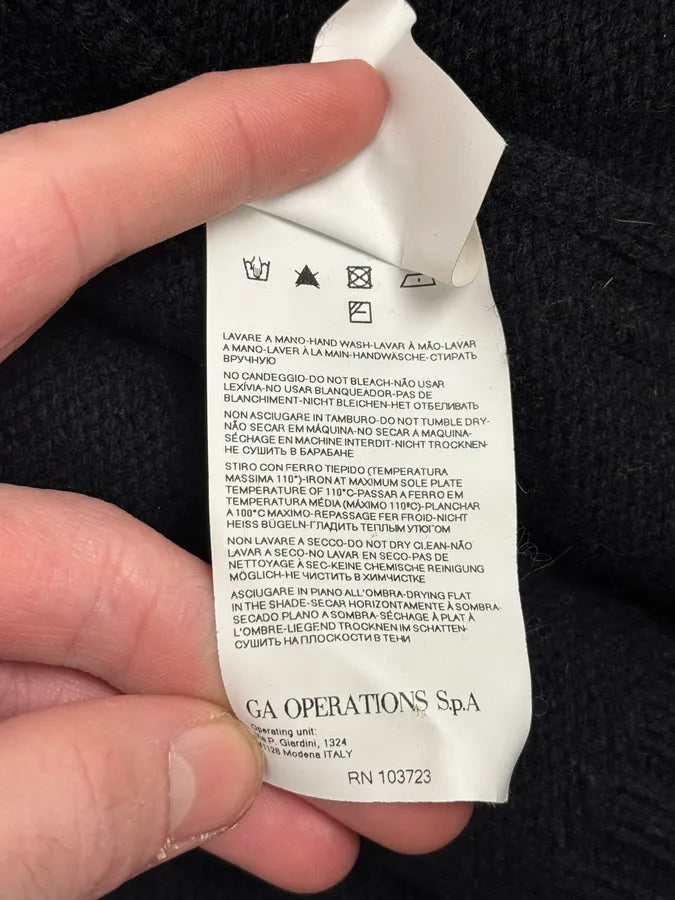 LAVARE A MANO-HAND WASH-LAVAR À MÃO-LAVAR
A MANO-LAVER À LA MAIN-HANDWÄSCHE-СТИРАТЬ
ВРУЧНУЮ
NO CANDEGGIO-DO NOT BLEACH-NÃO USAR
LEXÍVIA-NO USAR BLANQUEADOR-PAS DE
BLANCHIMENT-NICHT BLEICHEN-НЕТ ОТБЕЛИВАТЬ
NON ASCIUGARE IN TAMBURO-DO NOT TUMBLE DRY-
NÃO SECAR EM MÁQUINA-NO SECAR A MAQUINA-
SÉCHAGE EN MACHINE INTERDIT-NICHT TROCKNEN-
НЕ СУШИТЬ В БАРАБАНЕ
STIRO CON FERRO TIEPIDO (TEMPERATURA
MASSIMA 110°)-IRON AT MAXIMUM SOLE PLATE
TEMPERATURE OF 110°C-PASSAR A FERRO EM
TEMPERATURA MÉDIA (MÁXIMO 110ºC)-PLANCHAR
A 100°C MAXIMO-REPASSAGE FER FROID-NICHT
HEISS BÜGELN-ГЛАДИТЬ ТЕПЛЫМ УТЮГОМ
NON LAVARE A SECCO-DO NOT DRY CLEAN-NÃO
LAVAR A SECO-NO LAVAR EN SECO-PAS DE
NETTOYAGE À SEC-KEINE CHEMISCHE REINIGUNG
MÖGLICH-НЕ ЧИСТИТЬ В ХИМЧИСТКЕ
ASCIUGARE IN PIANO ALL'OMBRA-DRYING FLAT
IN THE SHADE-SECAR HORIZONTAMENTE À SOMBRA-
SECADO PLANO A SOMBRA-SÉCHAGE À PLAT À
L'OMBRE-LIEGEND TROCKNEN IM SCHATTEN-
СУШИТЬ НА ПЛОСКОСТИ В ТЕНИ
GA OPERATIONS S.p.A
Operating unit:
P. Giardini, 1324
Modena ITALY
RN 103723